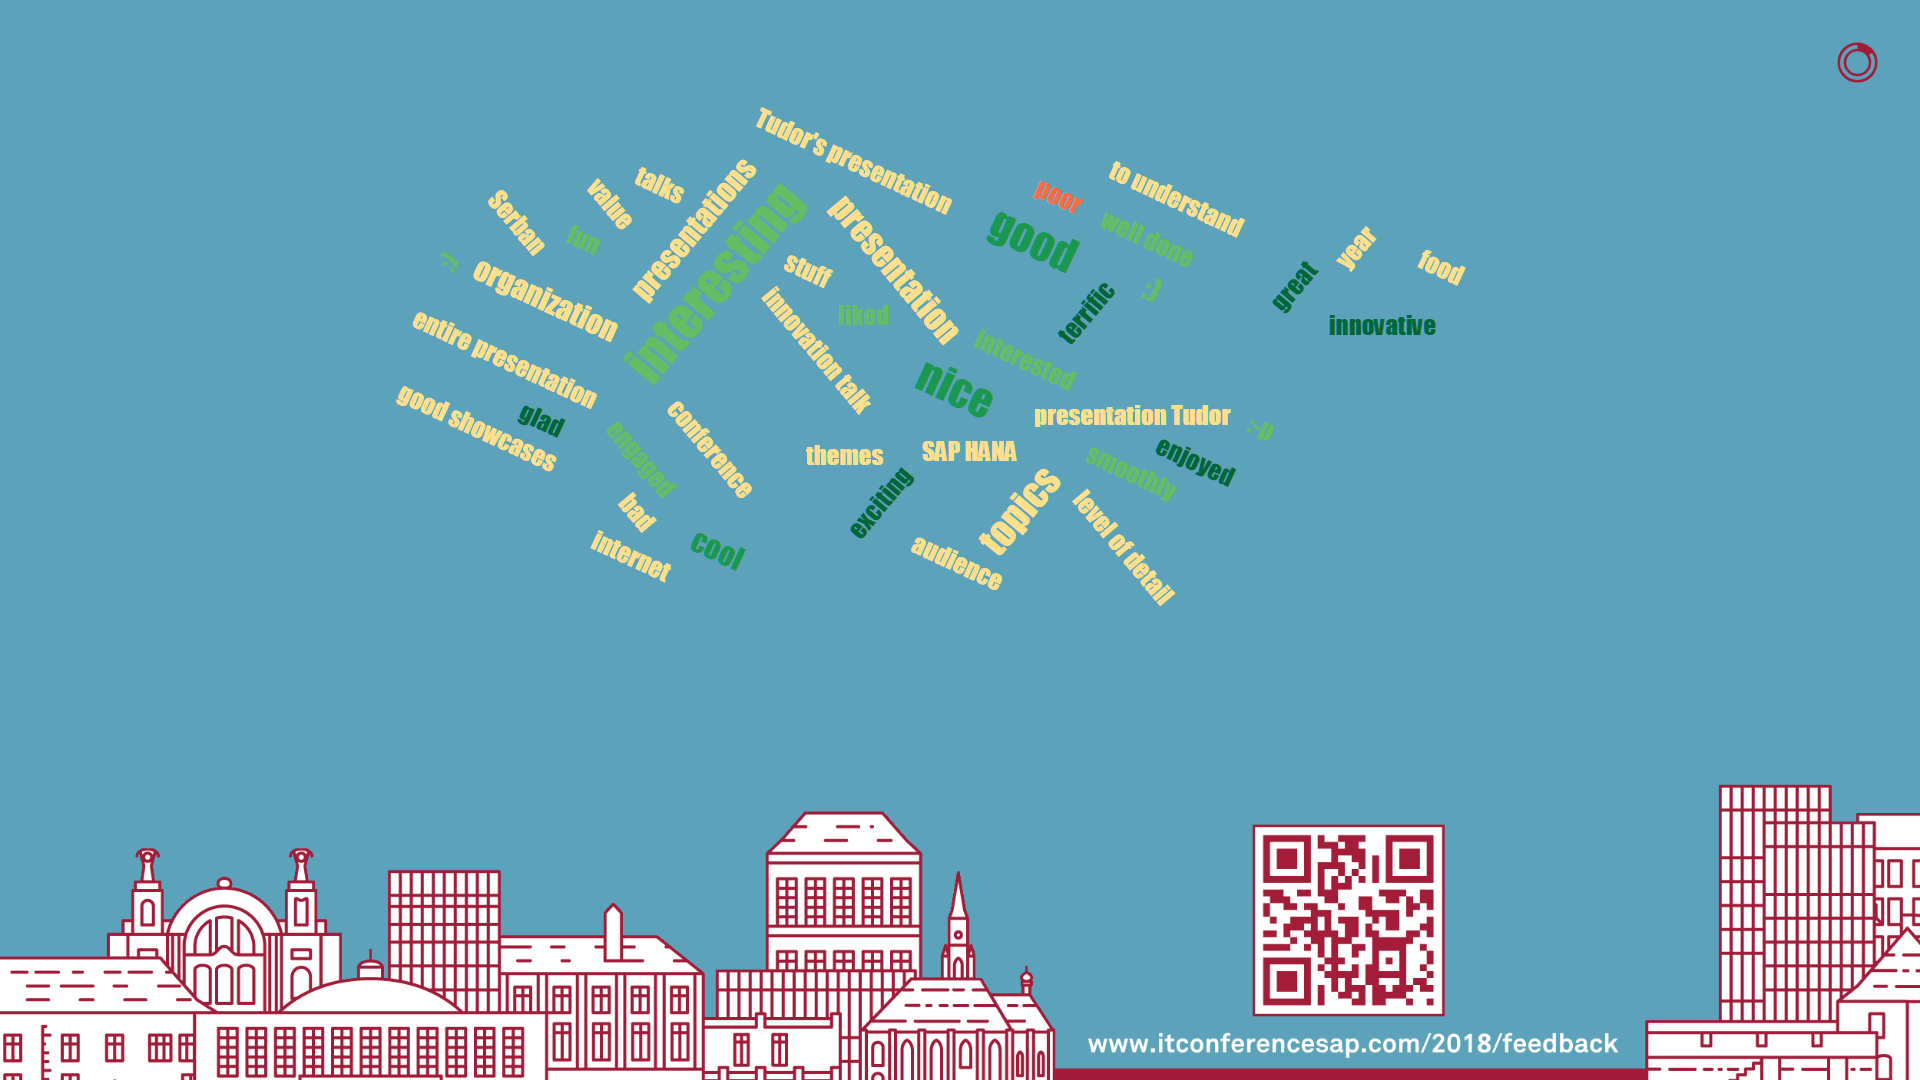 Tudor's presentation
talks
presentations
to understand
value
poor
Serban
interesting
presentation
good
well done
fun
year
food
:)
stuff
great
organization
terrific
;)
innovation talk
liked
innovative
entire presentation
interested
nice
good showcases
glad
conference
presentation Tudor
:-p
engaged
themes
SAP HANA
smoothly
enjoyed
exciting
topics
level of detail
bad
internet
cool
audience
www.itconferencesap.com/2018/feedback